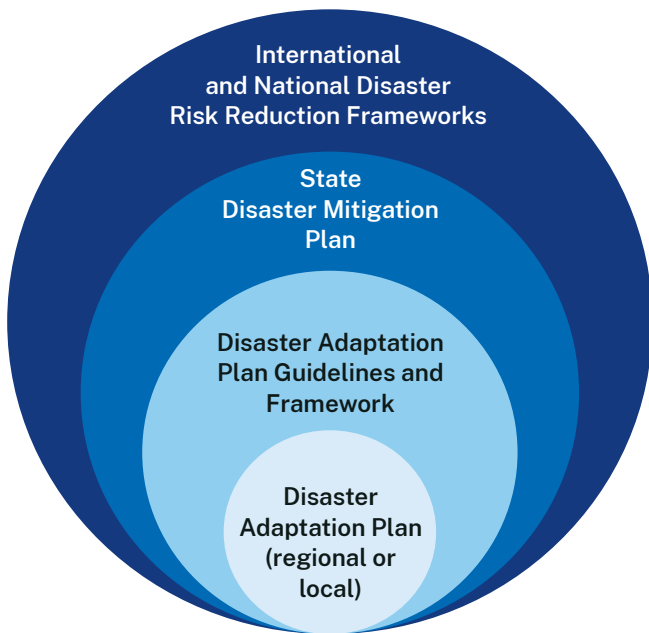 International
and National Disaster
Risk Reduction Frameworks
State
Disaster Mitigation
Plan
Disaster Adaptation
Plan Guidelines and
Framework
Disaster
Adaptation Plan
(regional or
local)